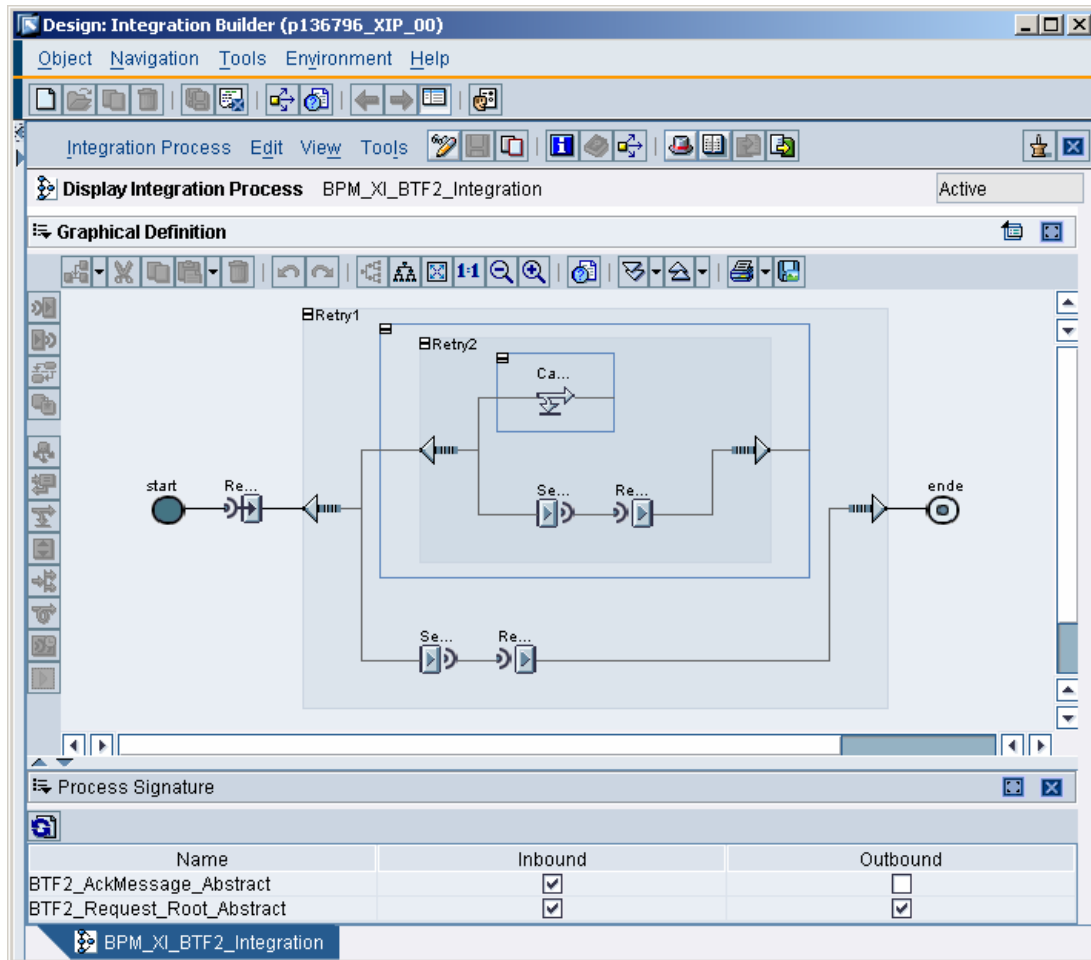 Design: Integration Builder (p136796_XIP_00)
Object Navigation Tools Environment Help
Integration Process Edit View Tools
Display Integration Process BPM_XI_BTF2_Integration Active
Graphical Definition
1:1
Retry1
Retry2
Ca...
start Re... Se... Re... ende
Se... Re...
Process Signature
Name Inbound Outbound
BTF2_AckMessage_Abstract
BTF2_Request_Root_Abstract
BPM_XI_BTF2_Integration